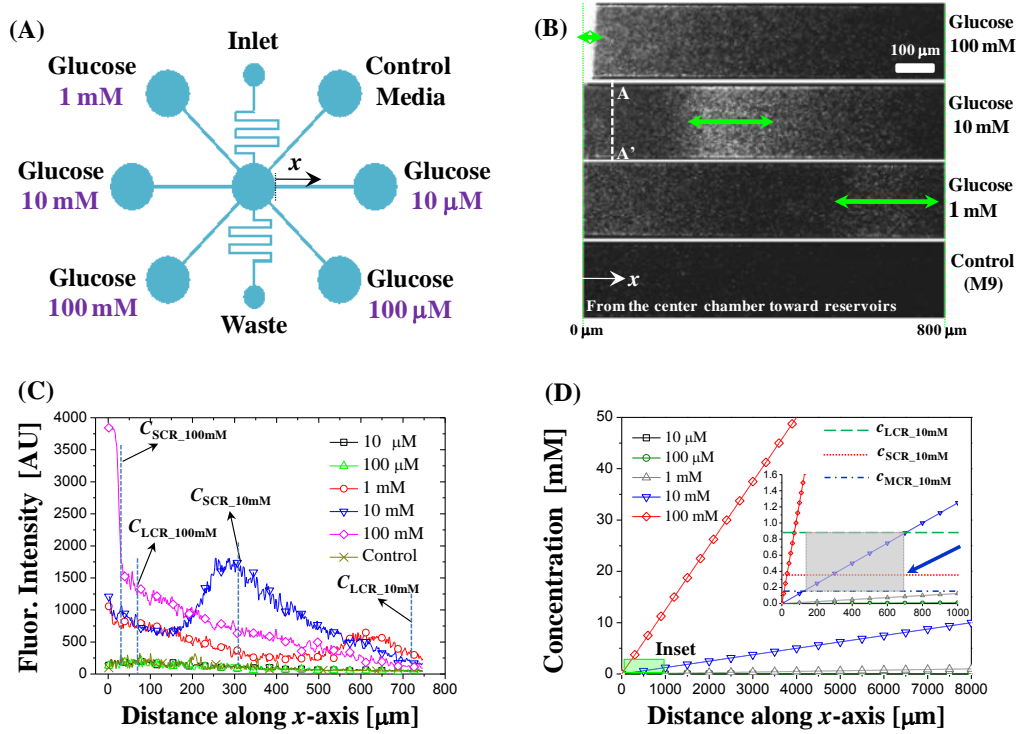 (A)
Inlet
Glucose
1 mM
Control
Media
x
Glucose
10 mM
Glucose
10 μM
Glucose
100 mM
Glucose
100 μM
Waste
(B)
Glucose
100 mM
100 μm
A
A'
Glucose
10 mM
Glucose
1 mM
Control
(M9)
x
From the center chamber toward reservoirs
0 μm
800 μm
(C)
Fluor. Intensity [AU]
4000
3500
3000
2500
2000
1500
1000
500
0
0 100 200 300 400 500 600 700 800
Distance along x-axis [μm]
C_SCR_100mM
C_LCR_100mM
C_SCR_10mM
C_LCR_10mM
10 μM
100 μM
1 mM
10 mM
100 mM
Control
(D)
Concentration [mM]
50
40
30
20
10
0
0 1000 2000 3000 4000 5000 6000 7000 8000
Distance along x-axis [μm]
10 μM
100 μM
1 mM
10 mM
100 mM
c_LCR_10mM
c_SCR_10mM
c_MCR_10mM
1.6
1.4
1.2
1.0
0.8
0.6
0.4
0.2
0.0
0 200 400 600 800 1000
Inset